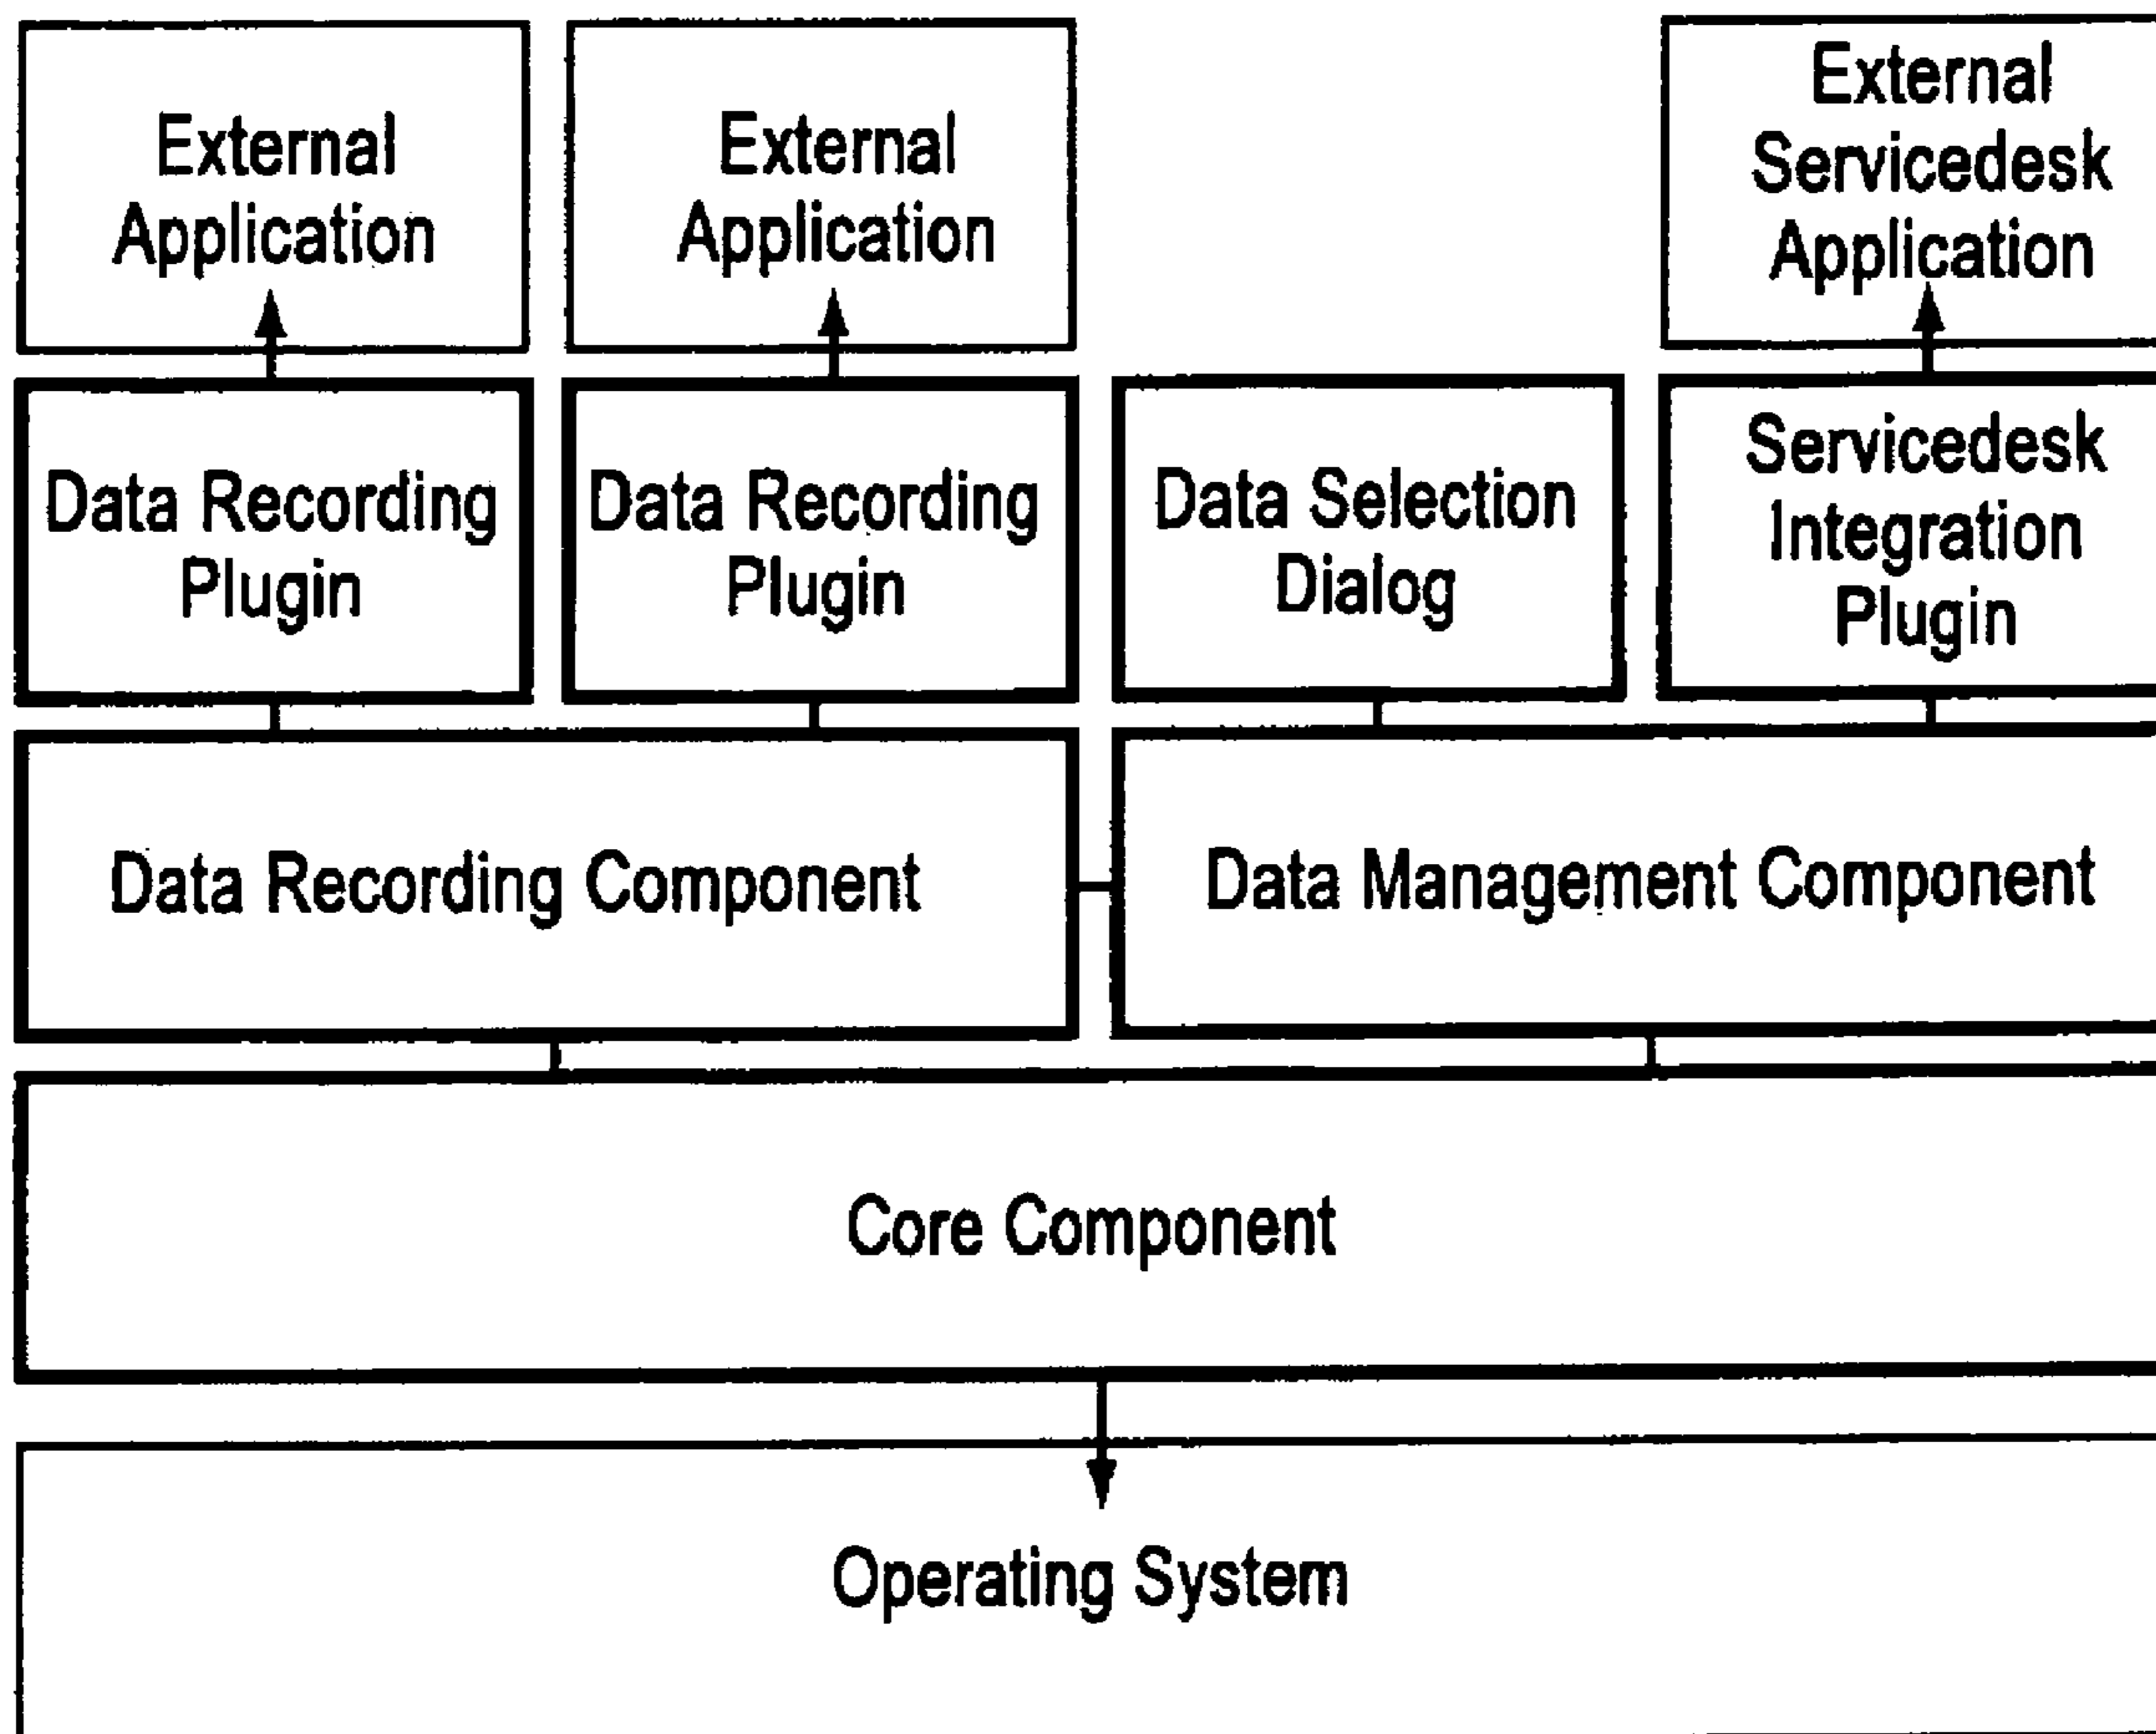 External
Application
External
Application
External
Servicedesk
Application
Data Recording
Plugin
Data Recording
Plugin
Data Selection
Dialog
Servicedesk
Integration
Plugin
Data Recording Component
Data Management Component
Core Component
Operating System